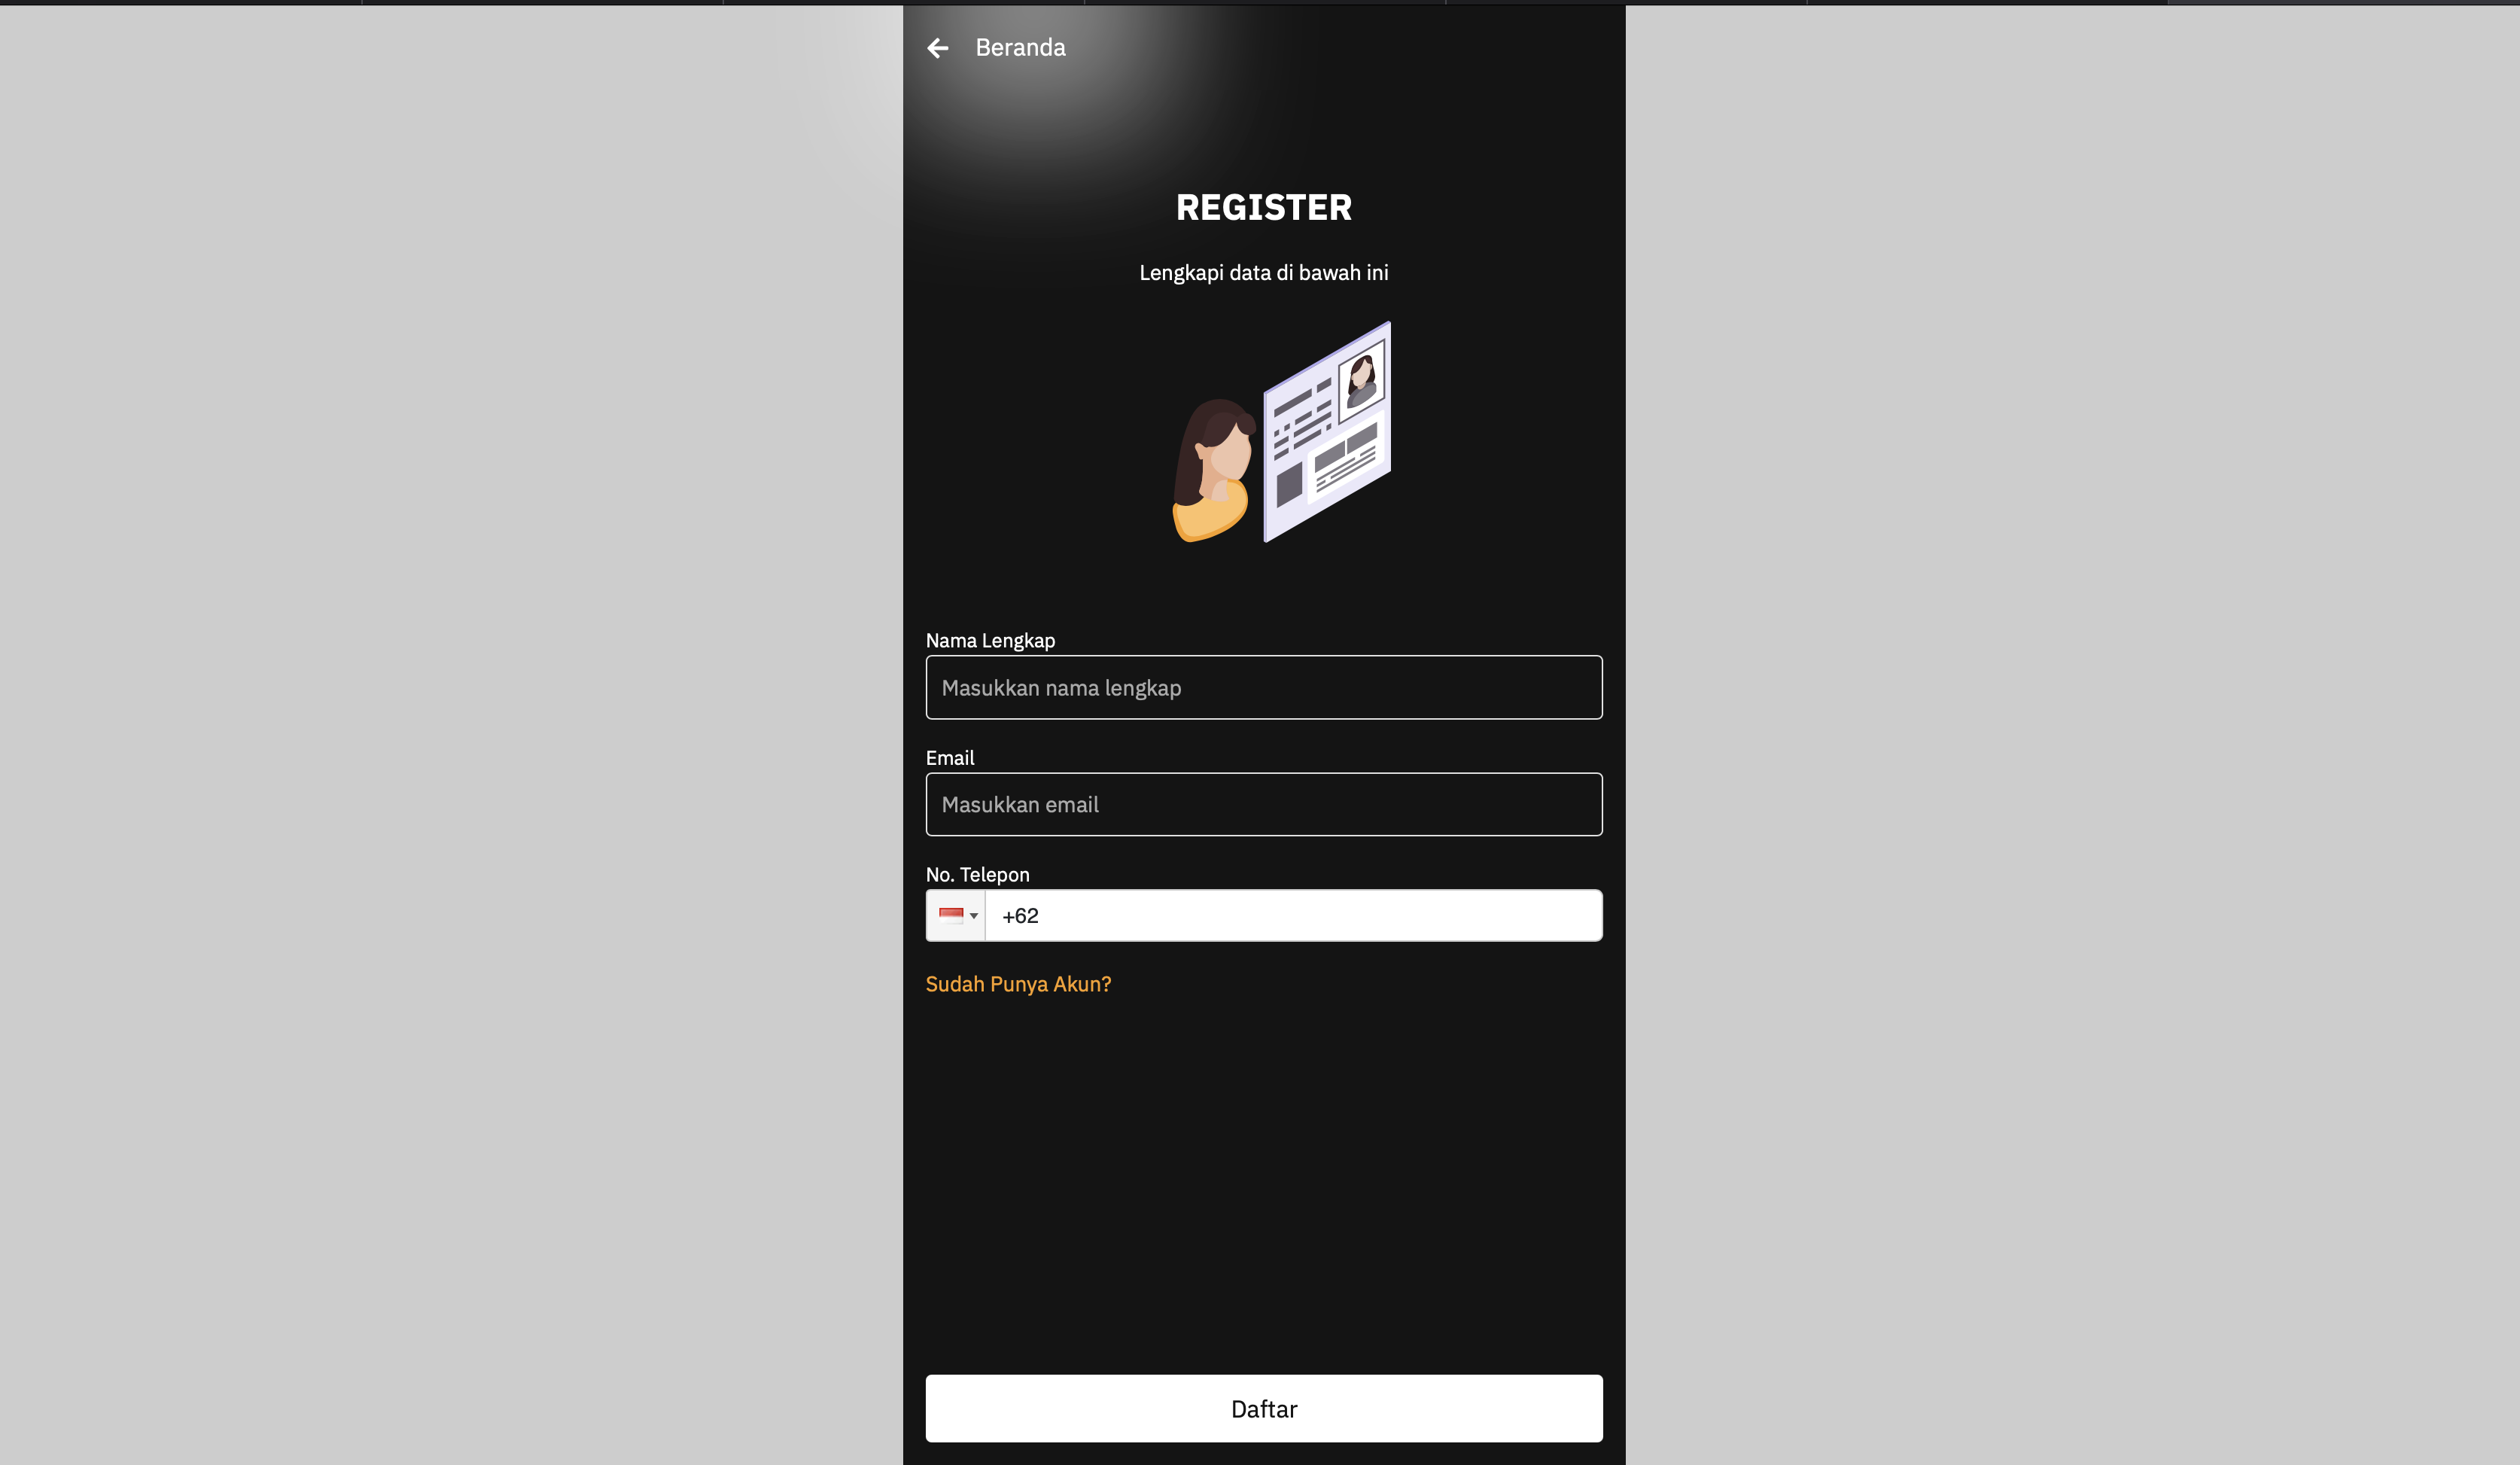 Beranda
REGISTER
Lengkapi data di bawah ini
Nama Lengkap
Masukkan nama lengkap
Email
Masukkan email
No. Telepon
+62
Sudah Punya Akun?
Daftar